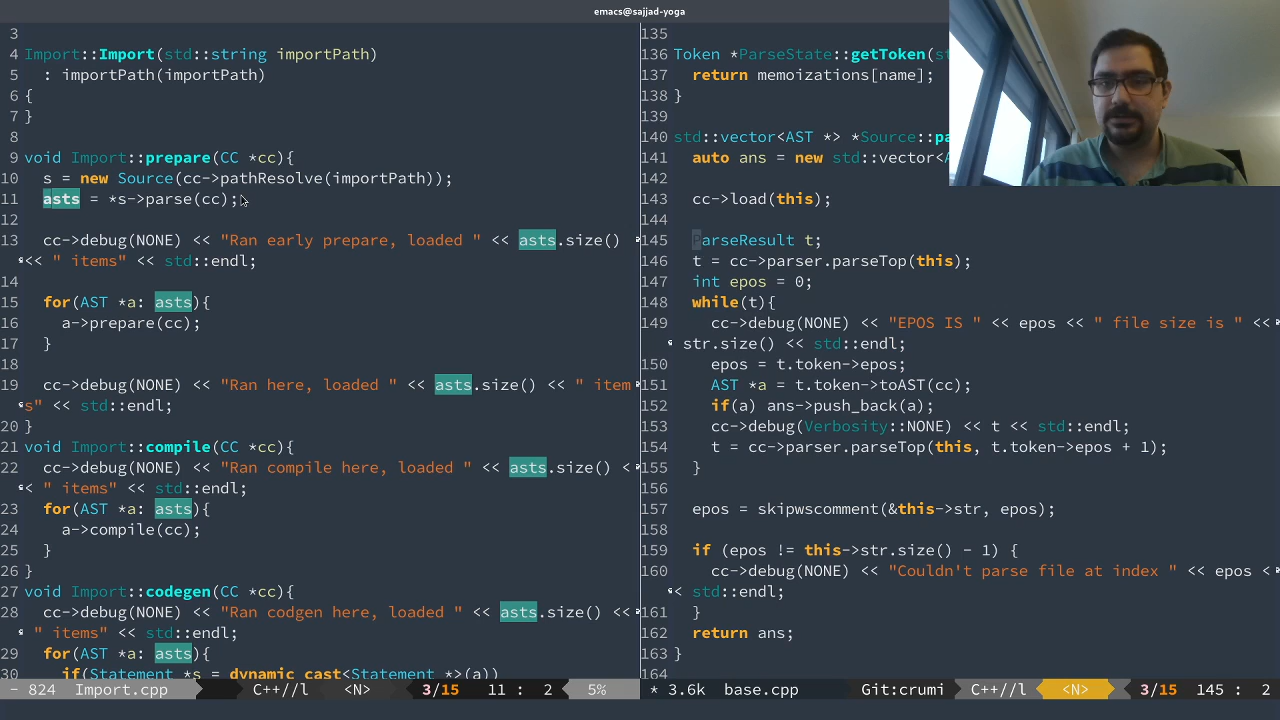 emacs@sajjad-yoga
3
4 Import::Import(std::string importPath)
5 : importPath(importPath)
6 {
7 }
8
9 void Import::prepare(CC *cc){
10 s = new Source(cc->pathResolve(importPath));
11 asts = *s->parse(cc);
12
13 cc->debug(NONE) << "Ran early prepare, loaded " << asts.size()
<< " items" << std::endl;
14
15 for(AST *a: asts){
16 a->prepare(cc);
17 }
18
19 cc->debug(NONE) << "Ran here, loaded " << asts.size() << " item
s" << std::endl;
20 }
21 void Import::compile(CC *cc){
22 cc->debug(NONE) << "Ran compile here, loaded " << asts.size() <
< " items" << std::endl;
23 for(AST *a: asts){
24 a->compile(cc);
25 }
26 }
27 void Import::codegen(CC *cc){
28 cc->debug(NONE) << "Ran codgen here, loaded " << asts.size() <<
" items" << std::endl;
29 for(AST *a: asts){
30 if(Statement *s = dynamic_cast<Statement *>(a))
- 824 Import.cpp C++//l <N> 3/15 11 : 2 5%
135
136 Token *ParseState::getToken(st
137 return memoizations[name];
138 }
139
140 std::vector<AST *> *Source::pa
141 auto ans = new std::vector<A
142
143 cc->load(this);
144
145 ParseResult t;
146 t = cc->parser.parseTop(this);
147 int epos = 0;
148 while(t){
149 cc->debug(NONE) << "EPOS IS " << epos << " file size is " <<
str.size() << std::endl;
150 epos = t.token->epos;
151 AST *a = t.token->toAST(cc);
152 if(a) ans->push_back(a);
153 cc->debug(Verbosity::NONE) << t << std::endl;
154 t = cc->parser.parseTop(this, t.token->epos + 1);
155 }
156
157 epos = skipwscomment(&this->str, epos);
158
159 if (epos != this->str.size() - 1) {
160 cc->debug(NONE) << "Couldn't parse file at index " << epos <
< std::endl;
161 }
162 return ans;
163 }
164
* 3.6k base.cpp Git:crumi C++//l <N> 3/15 145 : 2